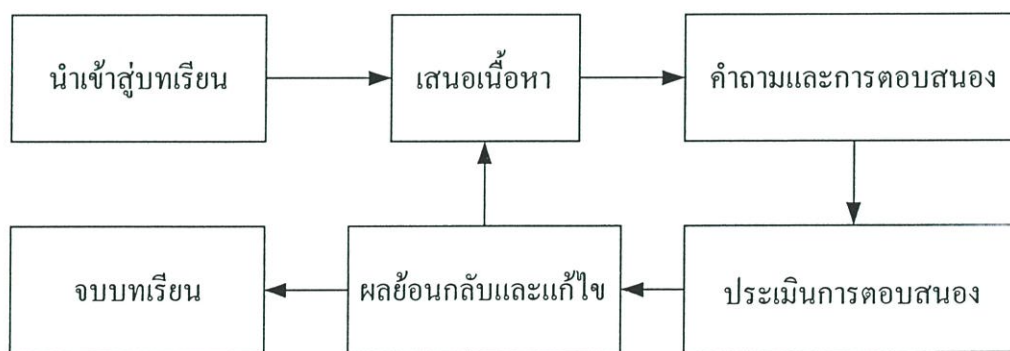 นำเข้าสู่บทเรียน
เสนอเนื้อหา
คำถามและการตอบสนอง
จบบทเรียน
ผลย้อนกลับและแก้ไข
ประเมินการตอบสนอง